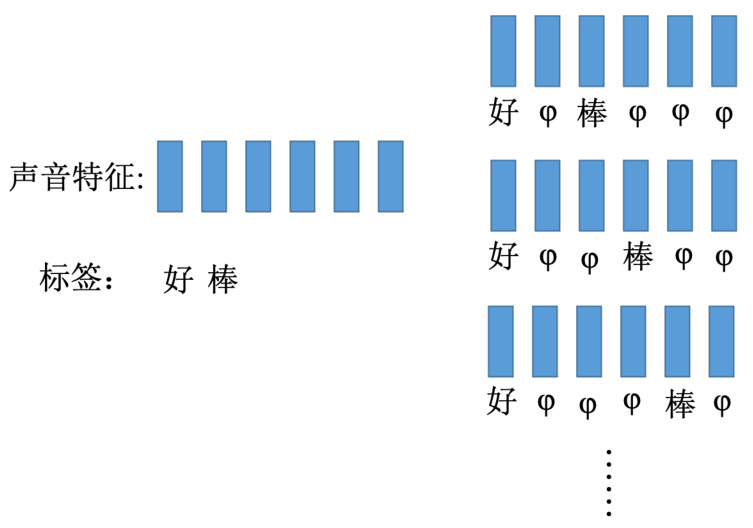 好 φ 棒 φ φ φ
声音特征:
好 φ φ 棒 φ φ
标签： 好 棒
好 φ φ φ 棒 φ
......